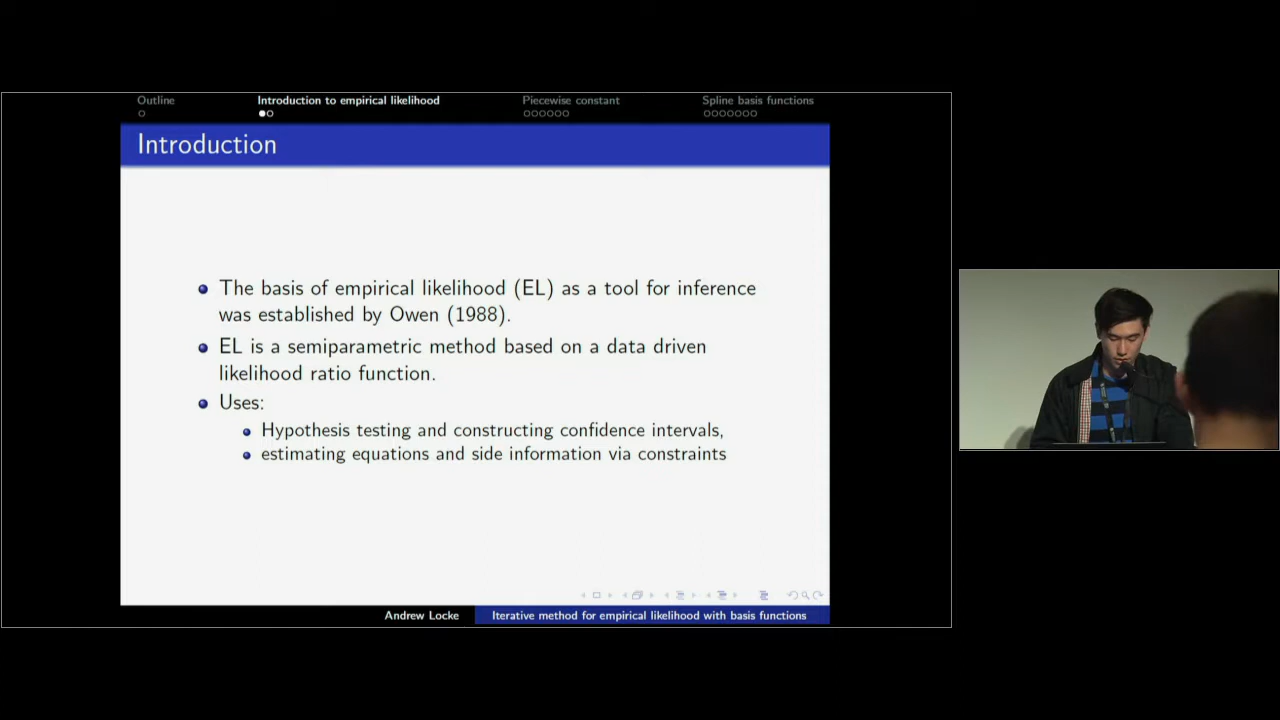 Outline
Introduction to empirical likelihood
Piecewise constant
Spline basis functions
Introduction
The basis of empirical likelihood (EL) as a tool for inference
was established by Owen (1988).
EL is a semiparametric method based on a data driven
likelihood ratio function.
Uses:
Hypothesis testing and constructing confidence intervals,
estimating equations and side information via constraints
Andrew Locke
Iterative method for empirical likelihood with basis functions